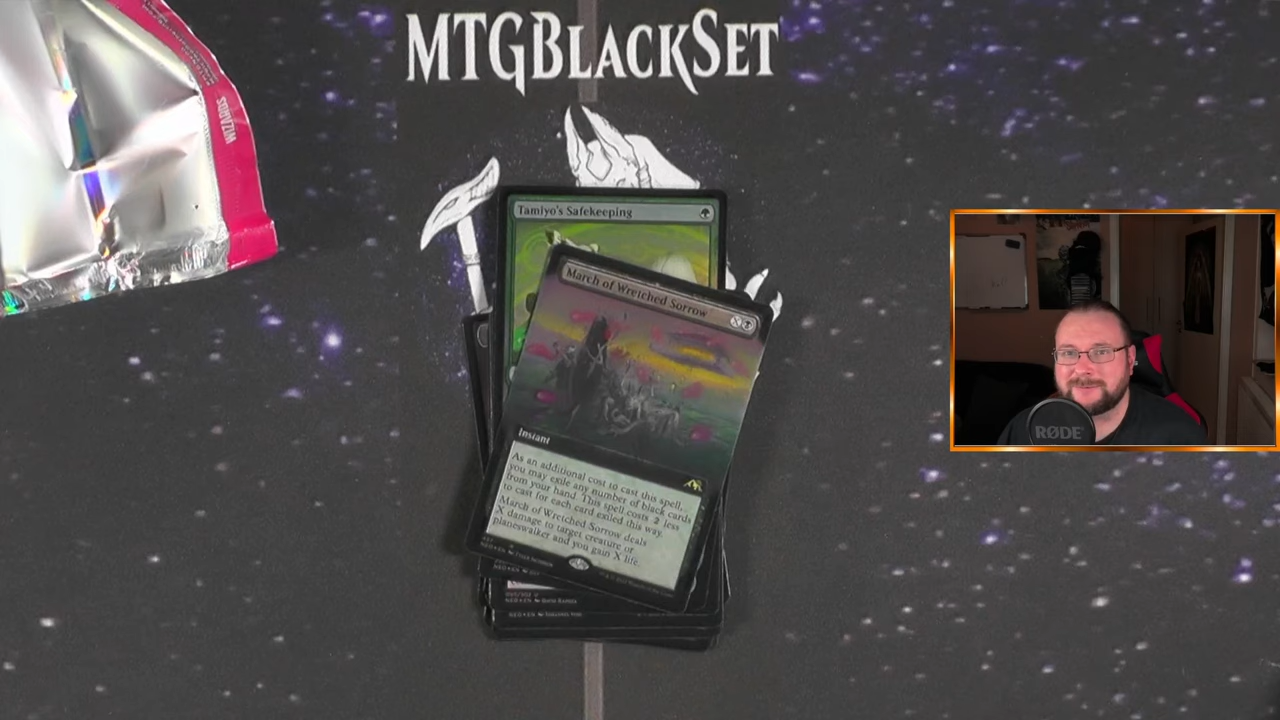 MTGBLACKSET
WIZARDS
Tamiyo's Safekeeping
March of Wretched Sorrow
X
Instant
As an additional cost to cast this spell,
you may exile any number of black cards
from your hand. This spell costs 2 less
to cast for each card exiled this way.
March of Wretched Sorrow deals
X damage to target creature or
planeswalker and you gain X life.
RØDE